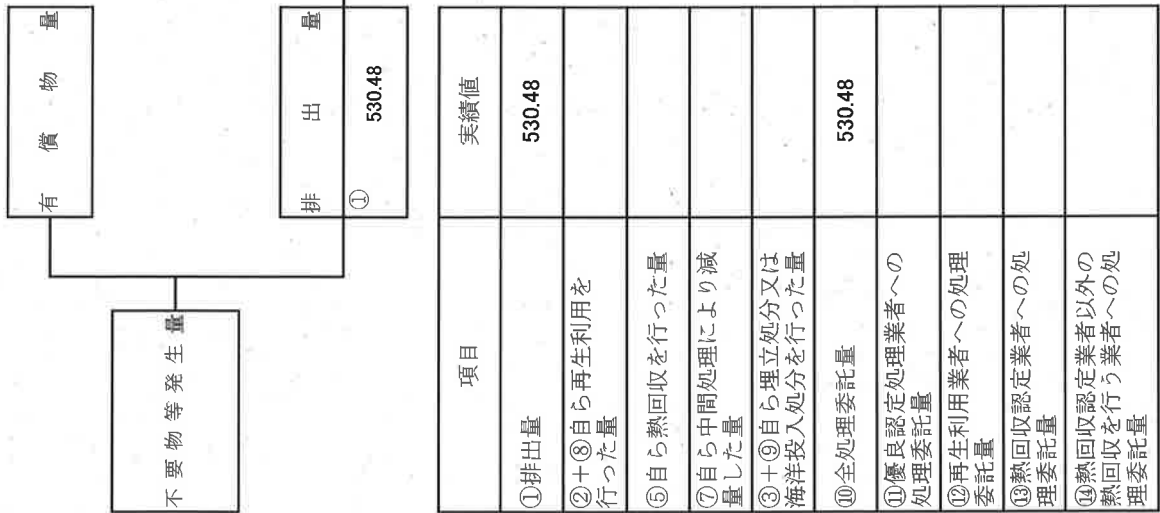 有償物量
不要物等発生量
排出量
①
530.48
項目
実績値
①排出量
530.48
②+⑧自ら再生利用を
行った量
⑤自ら熱回収を行った量
⑦自ら中間処理により減
量した量
③+⑨自ら埋立処分又は
海洋投入処分を行った量
⑩全処理委託量
530.48
⑪優良認定処理業者への
処理委託量
⑫再生利用業者への処理
委託量
⑬熱回収認定業者への処
理委託量
⑭熱回収認定業者以外の
熱回収を行う業者への処
理委託量